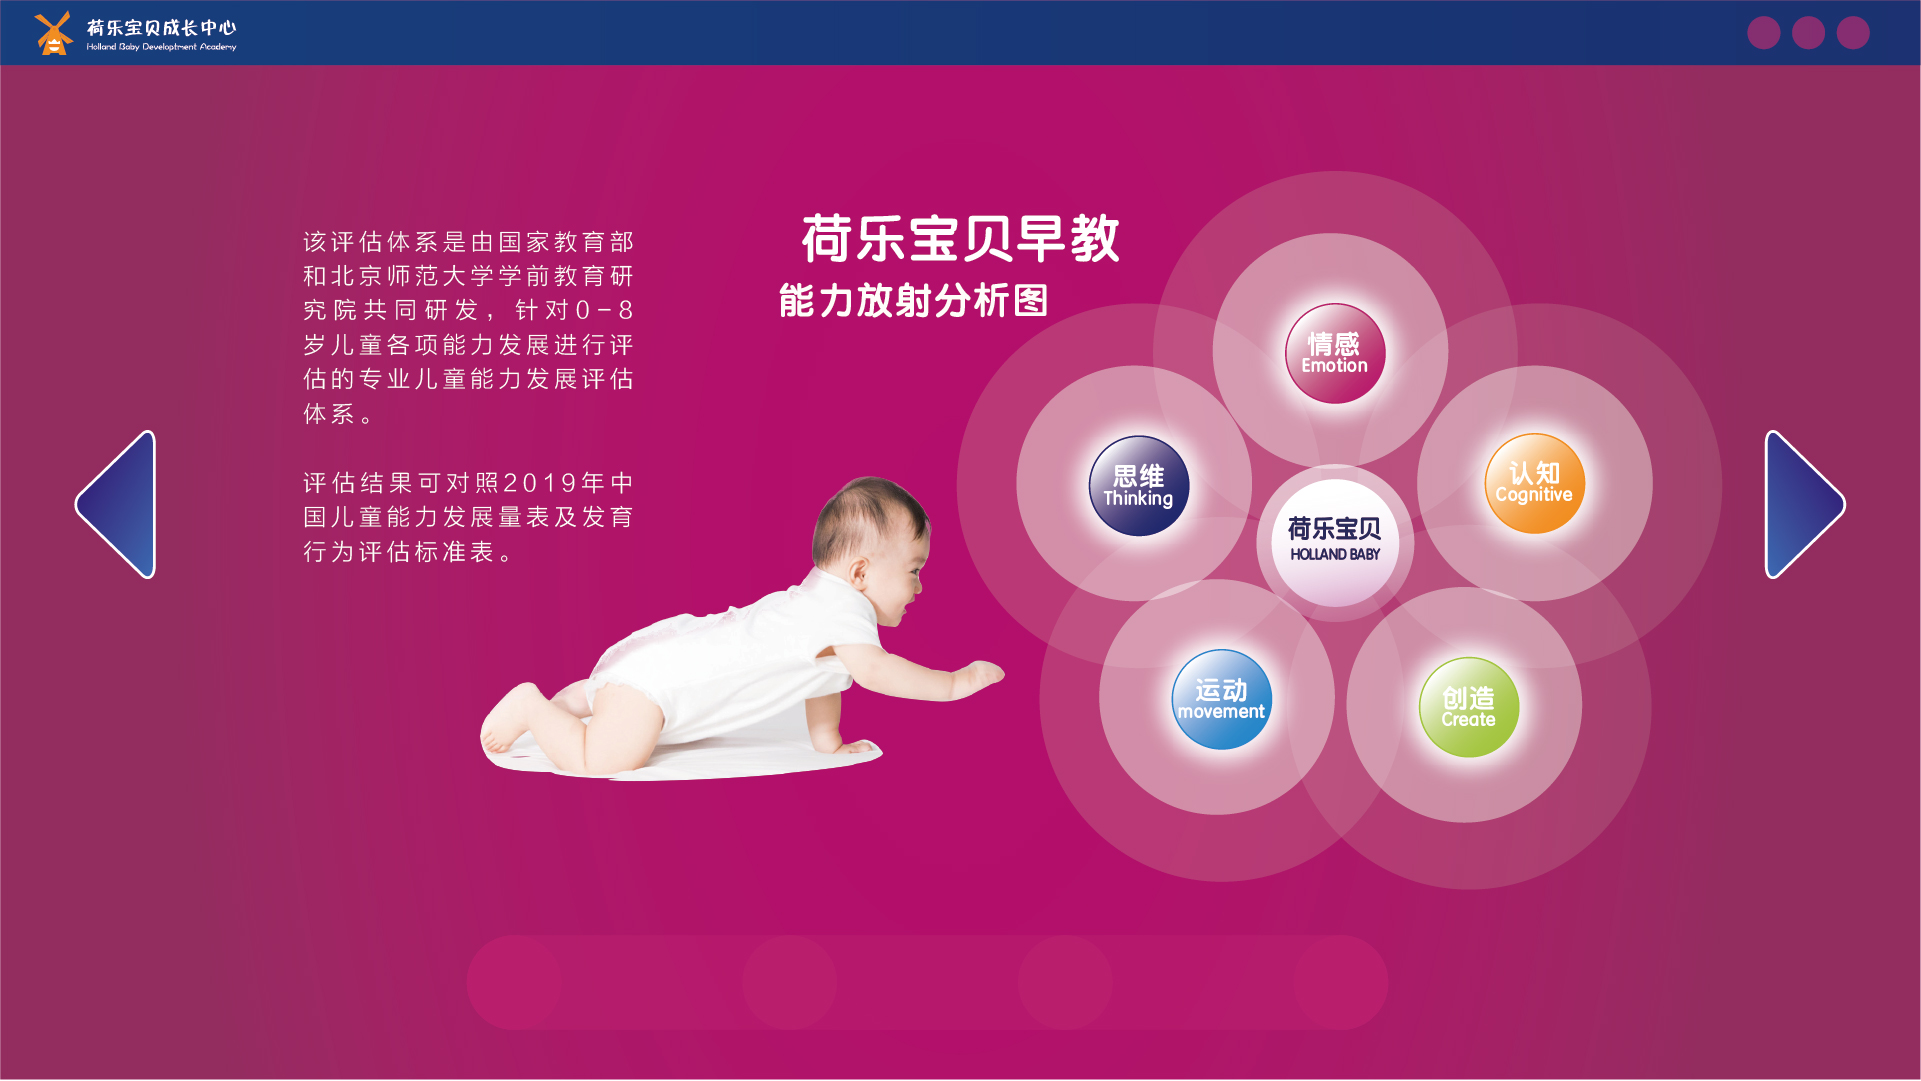 荷乐宝贝成长中心
Holland Baby Development Academy
该评估体系是由国家教育部
和北京师范大学学前教育研
究院共同研发，针对0-8
岁儿童各项能力发展进行评
估的专业儿童能力发展评估
体系。
评估结果可对照2019年中
国儿童能力发展量表及发育
行为评估标准表。
荷乐宝贝早教
能力放射分析图
情感
Emotion
思维
Thinking
认知
Cognitive
荷乐宝贝
HOLLAND BABY
运动
movement
创造
Create